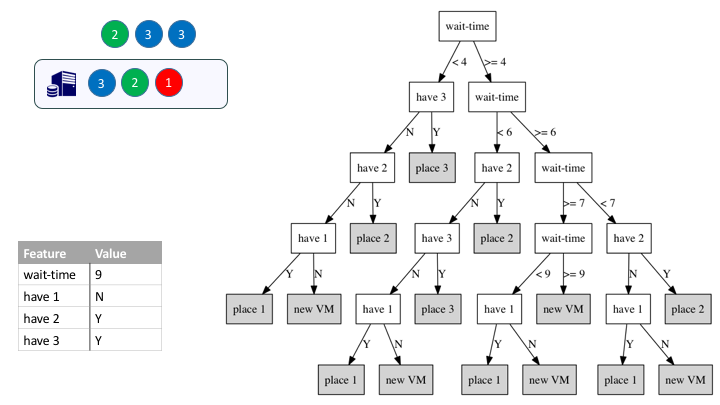 2 3 3
3 2 1
Feature Value
wait-time 9
have 1 N
have 2 Y
have 3 Y
wait-time
< 4 >= 4
have 3 wait-time
N Y < 6 >= 6
have 2 place 3 have 2 wait-time
N Y N Y >= 7 < 7
have 1 place 2 have 3 place 2 wait-time have 2
Y N N Y < 9 >= 9 N Y
place 1 new VM have 1 place 3 have 1 new VM have 1 place 2
Y N Y N Y N
place 1 new VM place 1 new VM place 1 new VM